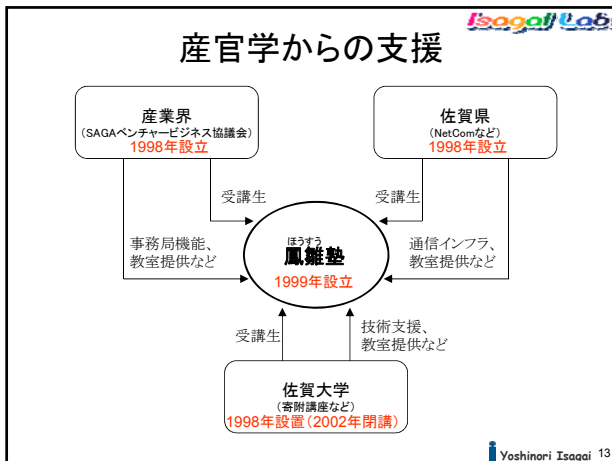 Isagai Lab.
産官学からの支援
産業界
(SAGAベンチャービジネス協議会)
1998年設立
佐賀県
(NetComなど)
1998年設立
受講生
受講生
事務局機能、
教室提供など
ほうすう
鳳雛塾
1999年設立
通信インフラ、
教室提供など
受講生
技術支援、
教室提供など
佐賀大学
(寄附講座など)
1998年設置(2002年閉講)
Yoshinori Isagai 13